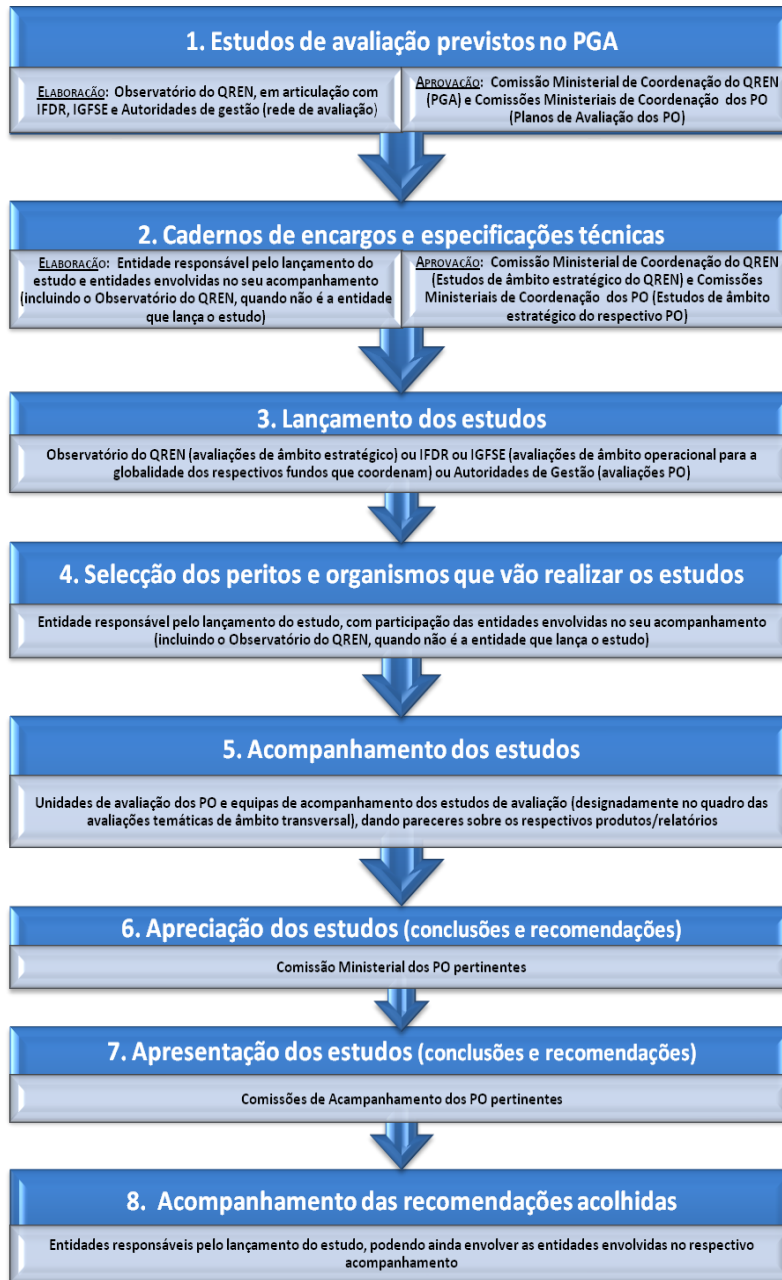 1. Estudos de avaliação previstos no PGA
ELABORAÇÃO: Observatório do QREN, em articulação com
IFDR, IGFSE e Autoridades de gestão (rede de avaliação)
APROVAÇÃO: Comissão Ministerial de Coordenação do QREN
(PGA) e Comissões Ministeriais de Coordenação dos PO
(Planos de Avaliação dos PO)
2. Cadernos de encargos e especificações técnicas
ELABORAÇÃO: Entidade responsável pelo lançamento do
estudo e entidades envolvidas no seu acompanhamento
(incluindo o Observatório do QREN, quando não é a entidade
que lança o estudo)
APROVAÇÃO: Comissão Ministerial de Coordenação do QREN
(Estudos de âmbito estratégico do QREN) e Comissões
Ministeriais de Coordenação dos PO (Estudos de âmbito
estratégico do respectivo PO)
3. Lançamento dos estudos
Observatório do QREN (avaliações de âmbito estratégico) ou IFDR ou IGFSE (avaliações de âmbito operacional para a
globalidade dos respectivos fundos que coordenam) ou Autoridades de Gestão (avaliações PO)
4. Selecção dos peritos e organismos que vão realizar os estudos
Entidade responsável pelo lançamento do estudo, com participação das entidades envolvidas no seu acompanhamento
(incluindo o Observatório do QREN, quando não é a entidade que lança o estudo)
5. Acompanhamento dos estudos
Unidades de avaliação dos PO e equipas de acompanhamento dos estudos de avaliação (designadamente no quadro das
avaliações temáticas de âmbito transversal), dando pareceres sobre os respectivos produtos/relatórios
6. Apreciação dos estudos (conclusões e recomendações)
Comissão Ministerial dos PO pertinentes
7. Apresentação dos estudos (conclusões e recomendações)
Comissões de Acampanhamento dos PO pertinentes
8. Acompanhamento das recomendações acolhidas
Entidades responsáveis pelo lançamento do estudo, podendo ainda envolver as entidades envolvidas no respectivo
acompanhamento